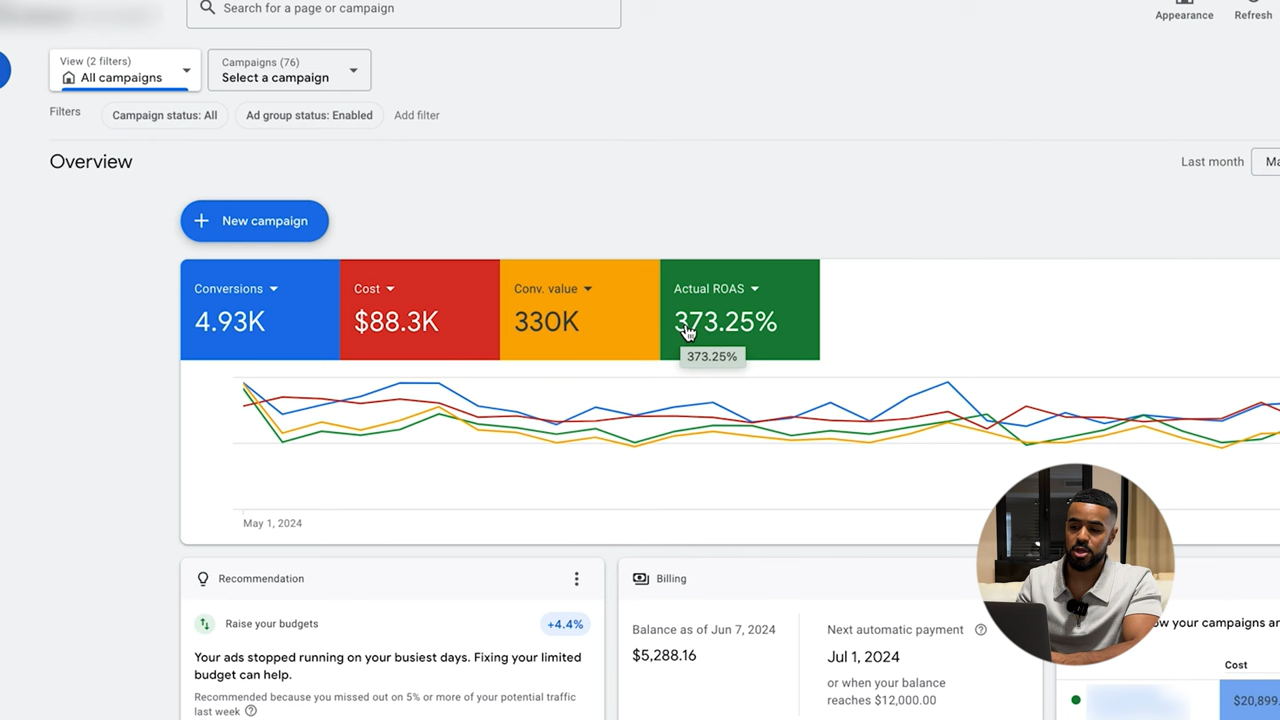 Search for a page or campaign
Appearance
Refresh
View (2 filters)
All campaigns
Campaigns (76)
Select a campaign
Filters
Campaign status: All
Ad group status: Enabled
Add filter
Overview
Last month
New campaign
Conversions
4.93K
Cost
$88.3K
Conv. value
330K
Actual ROAS
373.25%
373.25%
May 1, 2024
Recommendation
Raise your budgets
+4.4%
Your ads stopped running on your busiest days. Fixing your limited
budget can help.
Recommended because you missed out on 5% or more of your potential traffic
last week
Billing
Balance as of Jun 7, 2024
$5,288.16
Next automatic payment
Jul 1, 2024
or when your balance
reaches $12,000.00
your campaigns
Cost
$20,899